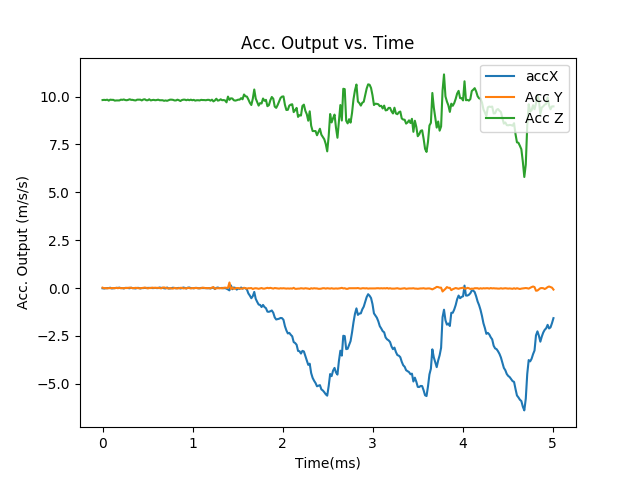 Acc. Output vs. Time
accX
Acc Y
Acc Z
Acc. Output (m/s/s)
10.0
7.5
5.0
2.5
0.0
−2.5
−5.0
0 1 2 3 4 5
Time(ms)